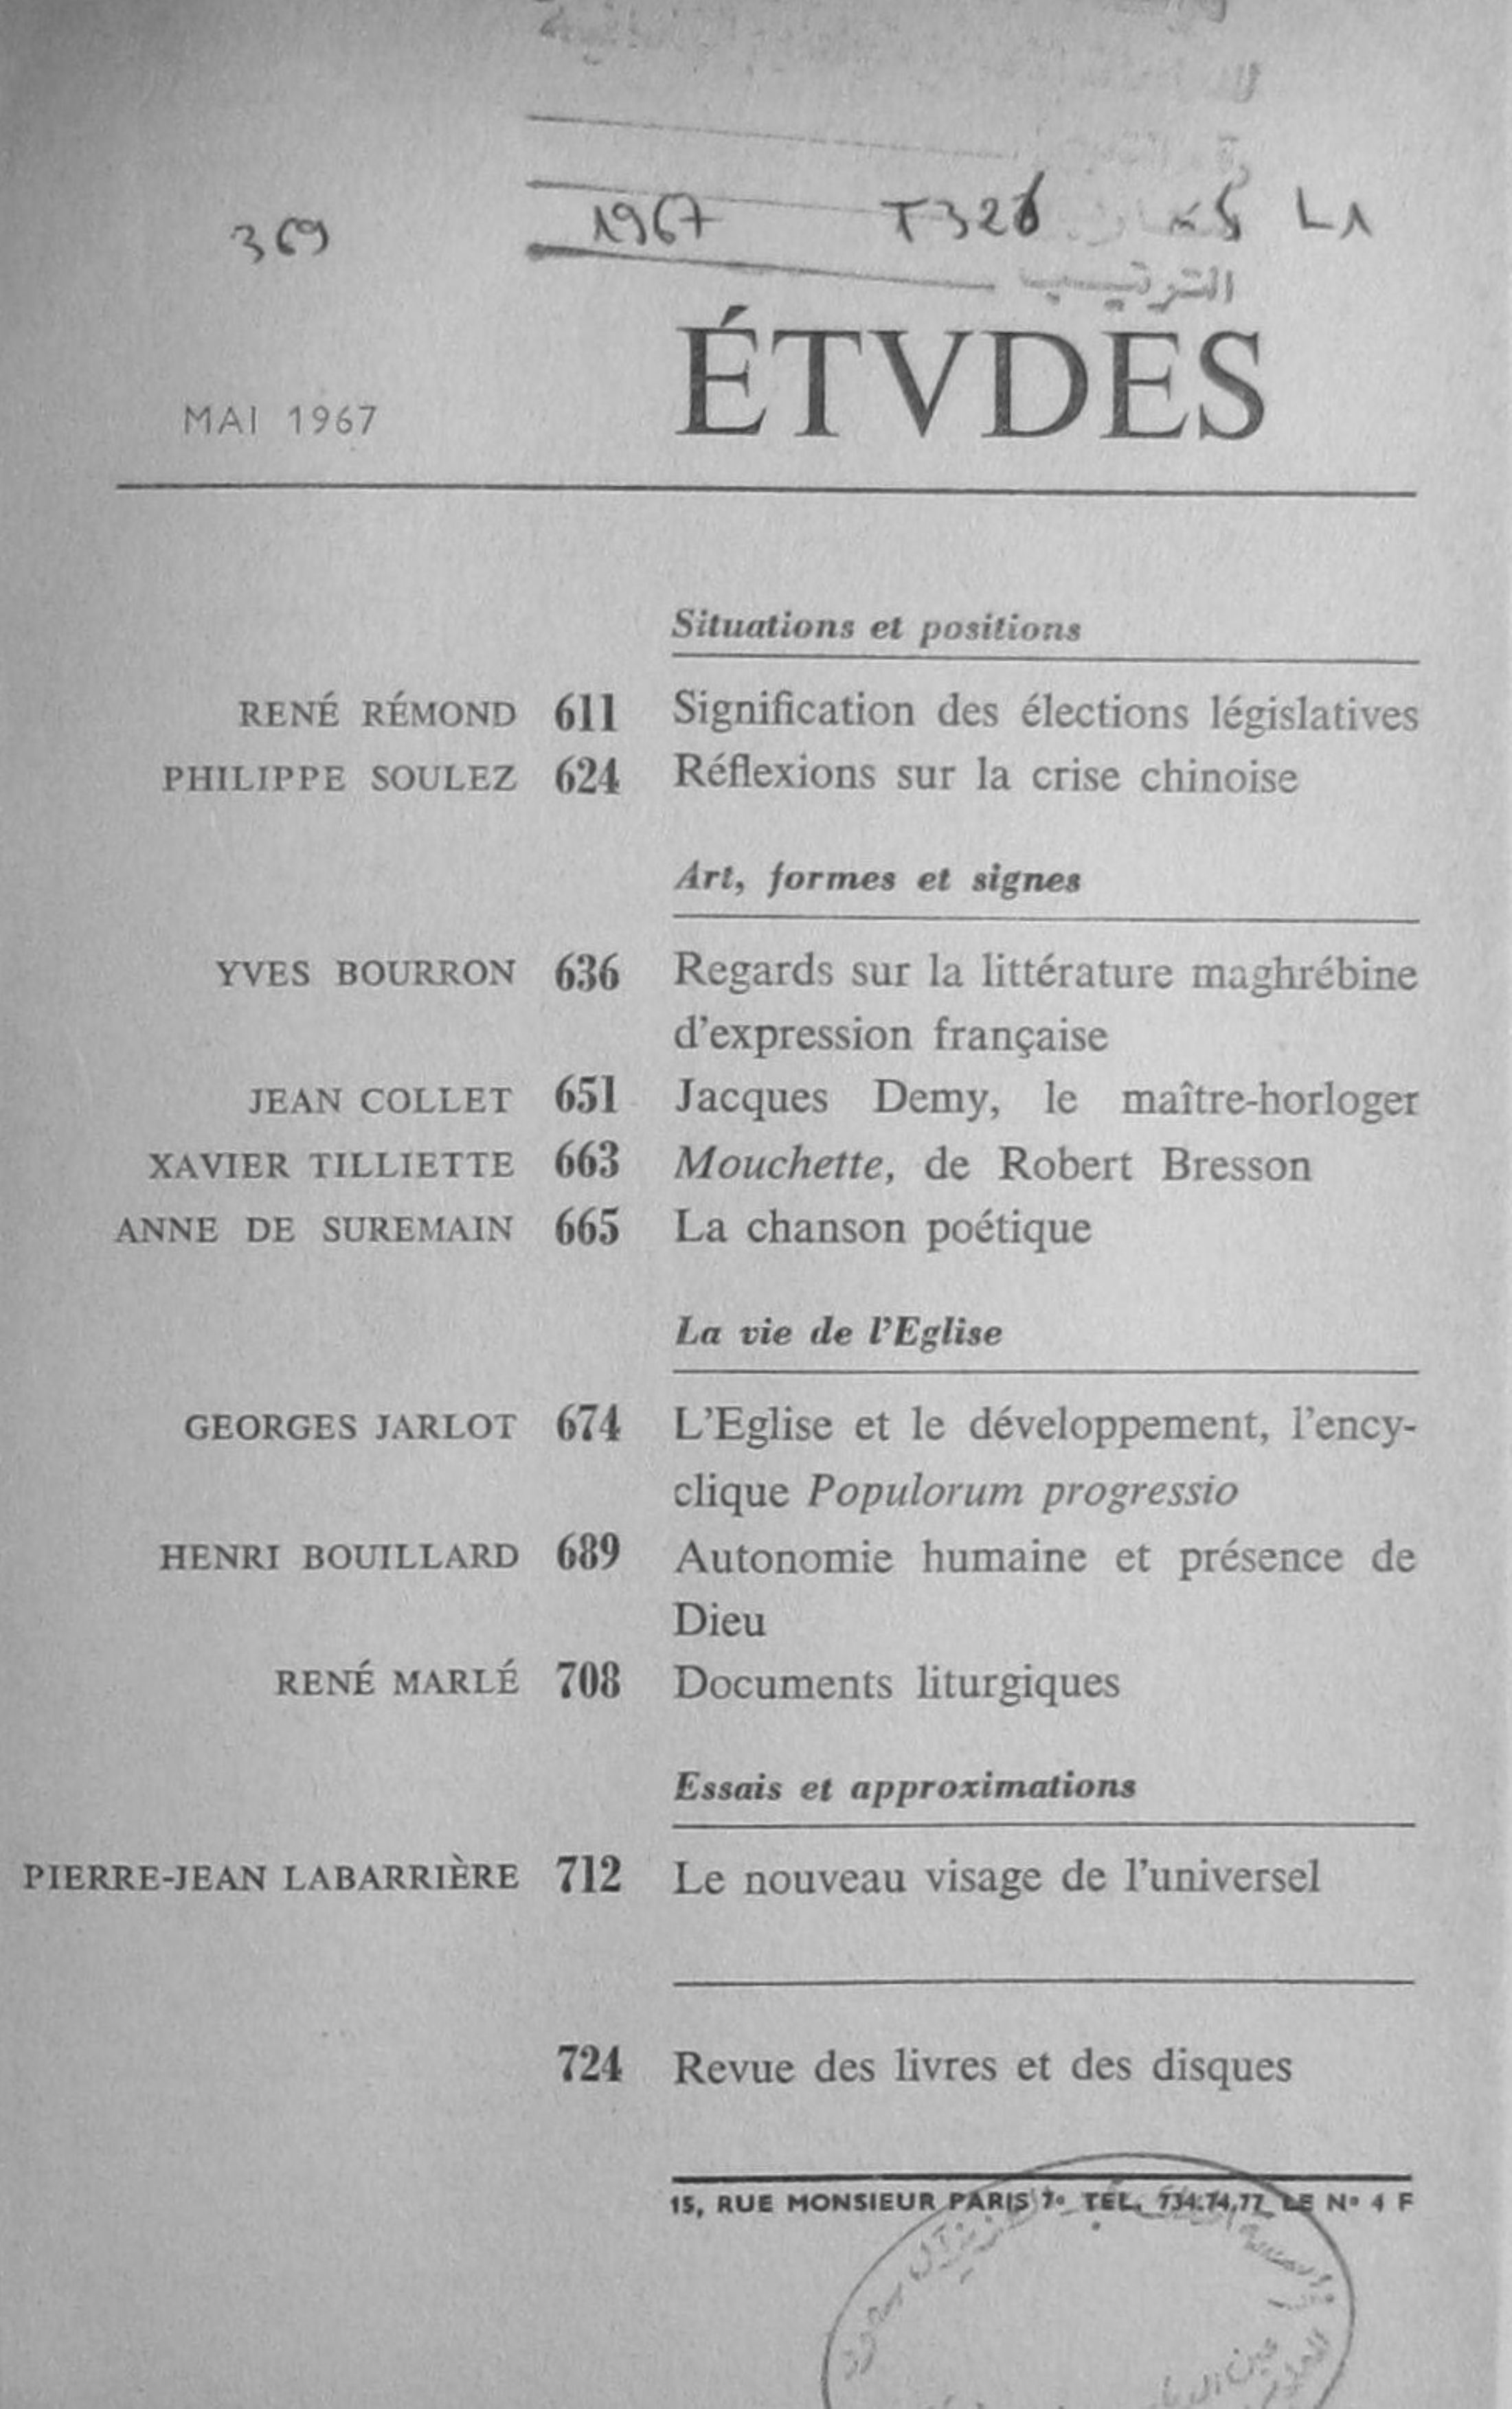 369 1967 T326 L1
الترتيب
ÉTVDES
MAI 1967
Situations et positions
RENÉ RÉMOND 611 Signification des élections législatives
PHILIPPE SOULEZ 624 Réflexions sur la crise chinoise
Art, formes et signes
YVES BOURRON 636 Regards sur la littérature maghrébine
d'expression française
JEAN COLLET 651 Jacques Demy, le maître-horloger
XAVIER TILLIETTE 663 Mouchette, de Robert Bresson
ANNE DE SUREMAIN 665 La chanson poétique
La vie de l'Eglise
GEORGES JARLOT 674 L'Eglise et le développement, l'ency-
clique Populorum progressio
HENRI BOUILLARD 689 Autonomie humaine et présence de
Dieu
RENÉ MARLÉ 708 Documents liturgiques
Essais et approximations
PIERRE-JEAN LABARRIÈRE 712 Le nouveau visage de l'universel
724 Revue des livres et des disques
15, RUE MONSIEUR PARIS 7e TÉL. 734.74.77 LE No 4 F